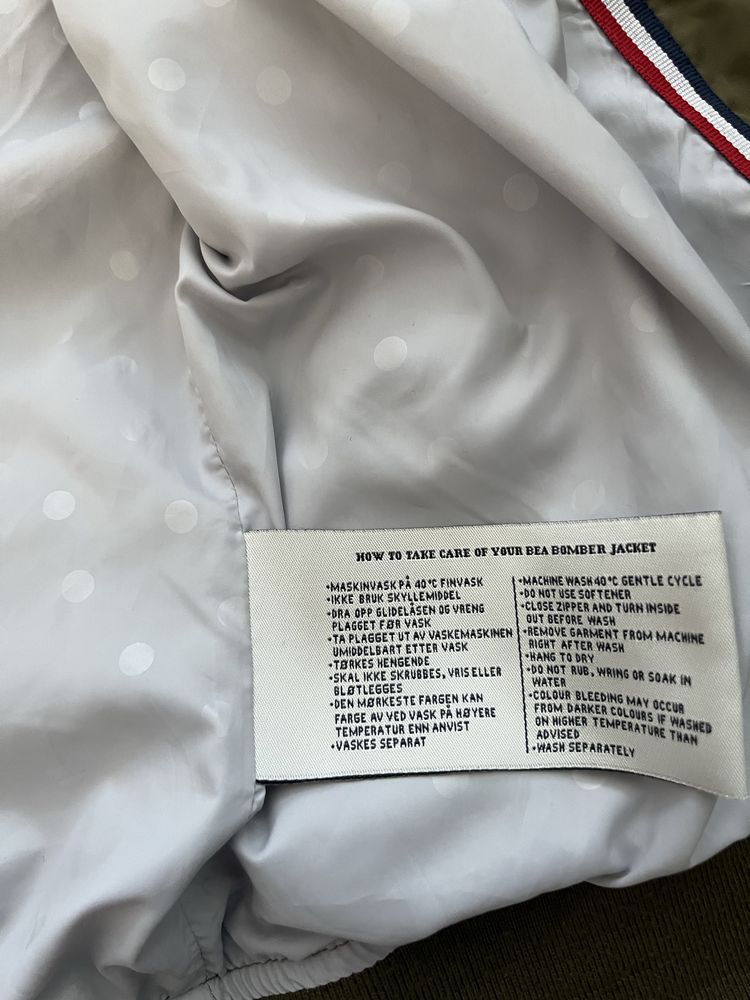 HOW TO TAKE CARE OF YOUR BEA BOMBER JACKET
•MASKINVASK PÅ 40°C FINVASK
•IKKE BRUK SKYLLEMIDDEL
•DRA OPP GLIDELÅSEN OG VRENG
PLAGGET FØR VASK
•TA PLAGGET UT AV VASKEMASKINEN
UMIDDELBART ETTER VASK
•TØRKES HENGENDE
•SKAL IKKE SKRUBBES, VRIS ELLER
BLØTLEGGES
•DEN MØRKESTE FARGEN KAN
FARGE AV VED VASK PÅ HØYERE
TEMPERATUR ENN ANVIST
•VASKES SEPARAT
•MACHINE WASH 40°C GENTLE CYCLE
•DO NOT USE SOFTENER
•CLOSE ZIPPER AND TURN INSIDE
OUT BEFORE WASH
•REMOVE GARMENT FROM MACHINE
RIGHT AFTER WASH
•HANG TO DRY
•DO NOT RUB, WRING OR SOAK IN
WATER
•COLOUR BLEEDING MAY OCCUR
FROM DARKER COLOURS IF WASHED
ON HIGHER TEMPERATURE THAN
ADVISED
•WASH SEPARATELY